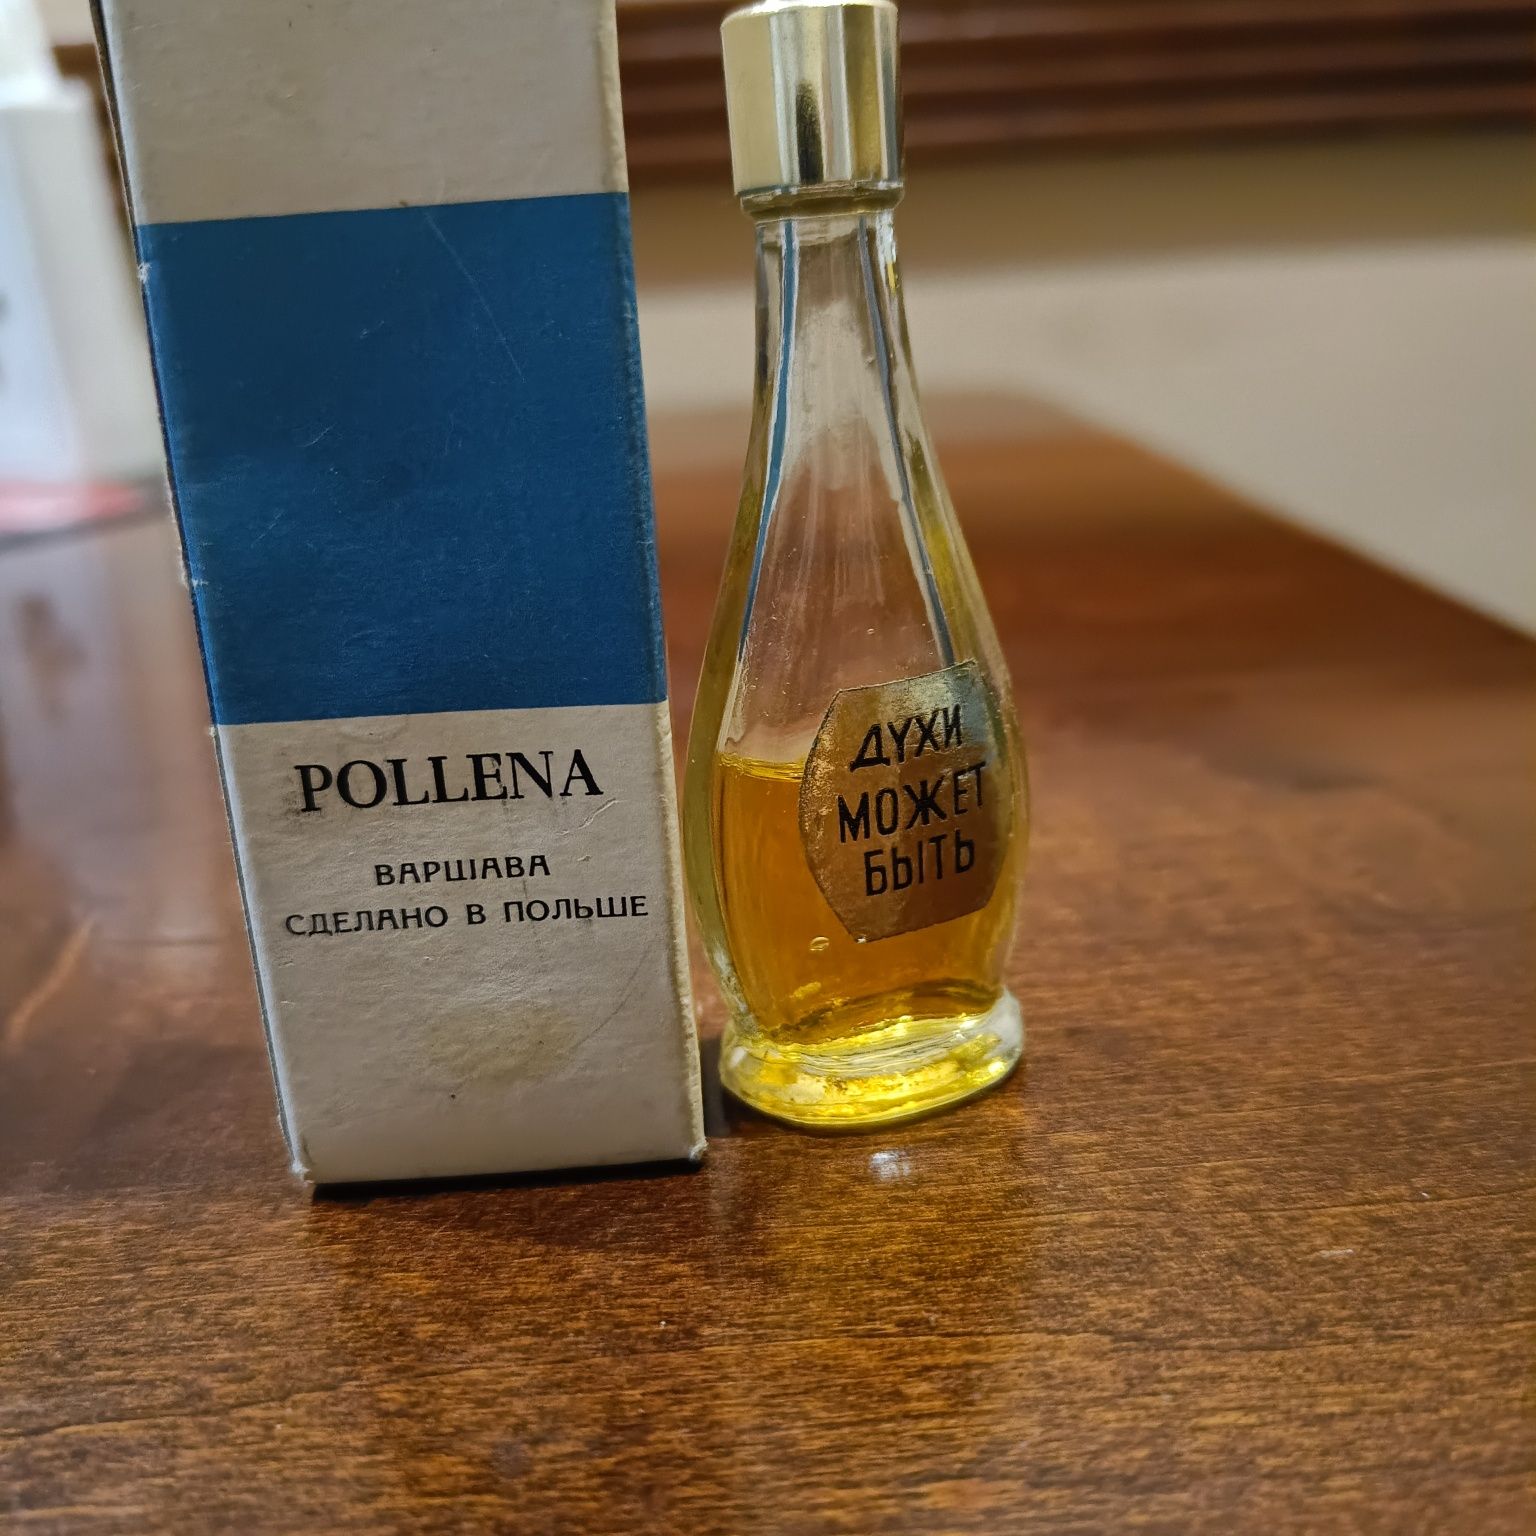 POLLENA
ВАРШАВА
СДЕЛАНО В ПОЛЬШЕ
ДУХИ
МОЖЕТ
БЫТЬ